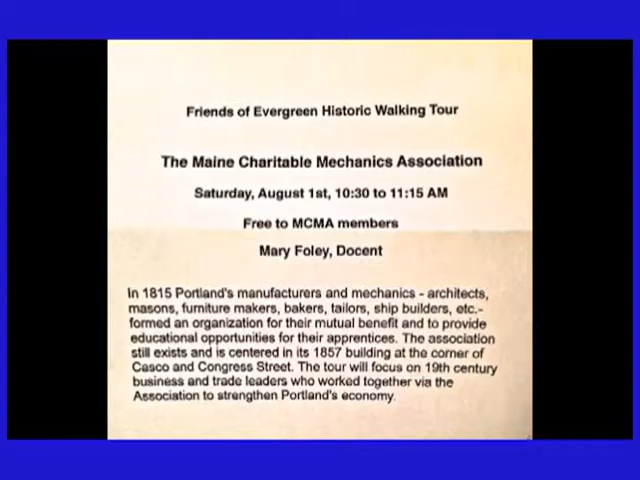 Friends of Evergreen Historic Walking Tour
The Maine Charitable Mechanics Association
Saturday, August 1st, 10:30 to 11:15 AM
Free to MCMA members
Mary Foley, Docent
In 1815 Portland's manufacturers and mechanics - architects,
masons, furniture makers, bakers, tailors, ship builders, etc.-
formed an organization for their mutual benefit and to provide
educational opportunities for their apprentices. The association
still exists and is centered in its 1857 building at the corner of
Casco and Congress Street. The tour will focus on 19th century
business and trade leaders who worked together via the
Association to strengthen Portland's economy.